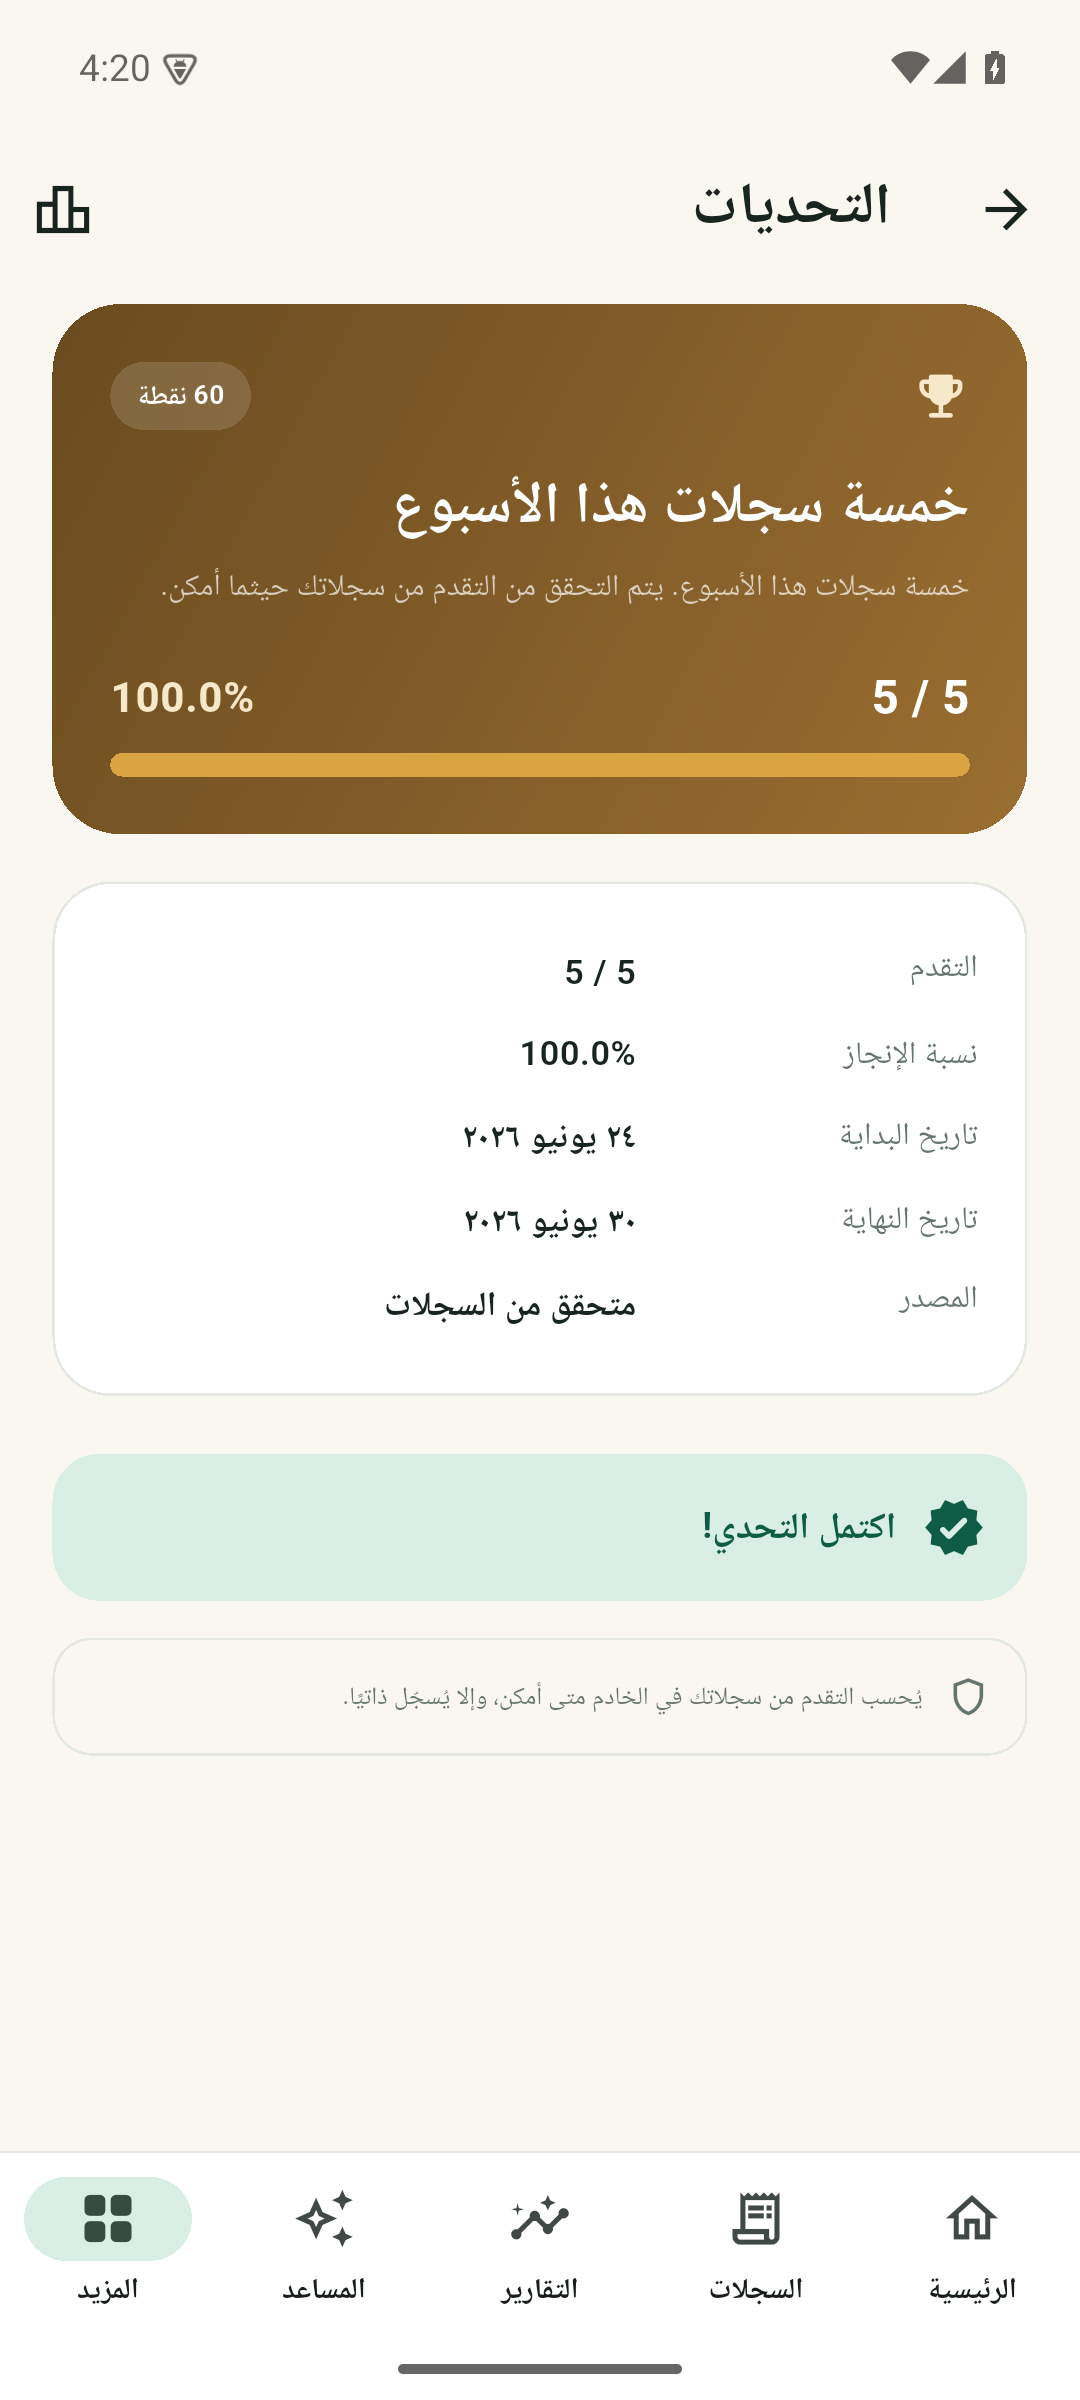 4:20
التحديات
60 نقطة
خمسة سجلات هذا الأسبوع
خمسة سجلات هذا الأسبوع. يتم التحقق من التقدم من سجلاتك حيثما أمكن.
5 / 5
100.0%
التقدم 5 / 5
نسبة الإنجاز 100.0%
تاريخ البداية ٢٤ يونيو ٢٠٢٦
تاريخ النهاية ٣٠ يونيو ٢٠٢٦
المصدر متحقق من السجلات
اكتمل التحدي!
يُحسب التقدم من سجلاتك في الخادم متى أمكن، وإلا يُسجَل ذاتيًا.
الرئيسية
السجلات
التقارير
المساعد
المزيد